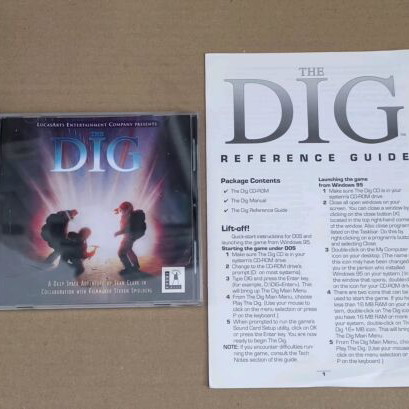 LucasArts Entertainment Company presents
THE
DIG
A Deep Space Adventure by Sean Clark in
Collaboration with Filmmaker Steven Spielberg
THE
DIG
REFERENCE GUIDE
Package Contents
✔ The Dig CD-ROM
✔ The Dig Manual
✔ The Dig Reference Guide
Lift-off!
Quick-start instructions for DOS and
launching the game from Windows 95.
Starting the game under DOS
1 Make sure The Dig CD is in your
system's CD-ROM drive.
2 Change to the CD-ROM drive's
prompt (D: on most systems).
3 Type DIG and press the Enter key,
(for example, D:\DIG<Enter>). This
will bring up The Dig Main Menu.
4 From The Dig Main Menu, choose
Play The Dig. (Use your mouse to
click on the menu selection or press
P on the keyboard.)
5 When prompted to run the game's
Sound Card Setup utility, click on OK
or press the Enter key. You are now
ready to begin The Dig.
NOTE: If you encounter difficulties run-
ning the game, consult the Tech
Notes section of this guide.
Launching the game
from Windows 95
1 Make sure The Dig CD is in your
system's CD-ROM drive.
2 Close all open windows on your
screen. You can close a window by
clicking on the close button (X),
located in the top right-hand corner
of the window. Also close programs
listed on the Taskbar. Do this by
right-clicking on a program's button
and selecting Close.
3 Double-click on the My Computer
icon on your desktop. (The name
this icon may have been changed
you or the person who installed
Windows 95 on your system.) In
the window that opens, double-cl
on the icon for your CD-ROM drive
4 There are two icons that can be
used to start the game. If you ha
less than 16 MB RAM on your sys-
tem, double-click on The Dig icon
you have 16 MB RAM or more
your system, double-click on Th
Dig 16+ MB icon. This will bring
up The Dig Main Menu.
5 From The Dig Main Menu, choo
Play The Dig. (Use your mouse
click on the menu selection or
P on the keyboard.)
1